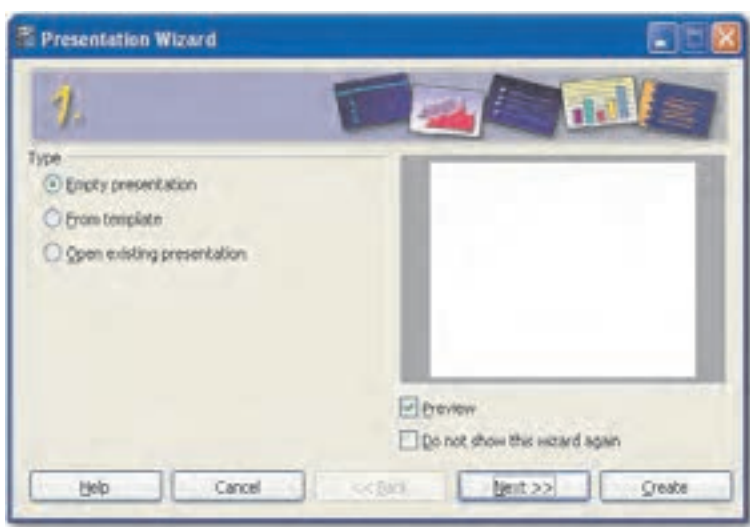 Presentation Wizard
1.
Type
Empty presentation
From template
Open existing presentation
Preview
Do not show this wizard again
Help Cancel << Back Next >> Create